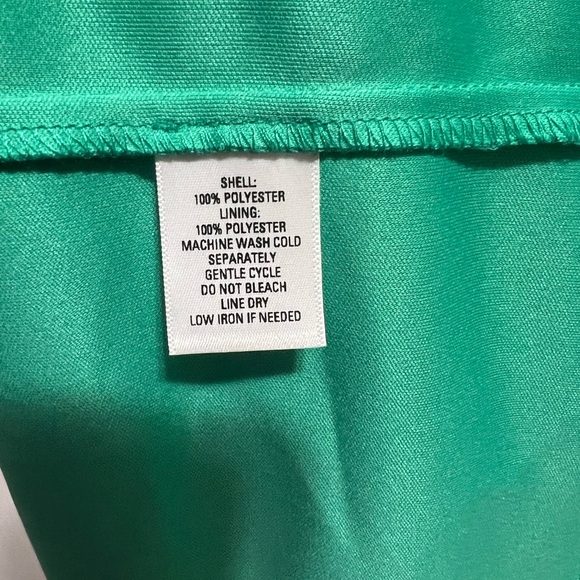 SHELL:
100% POLYESTER
LINING:
100% POLYESTER
MACHINE WASH COLD
SEPARATELY
GENTLE CYCLE
DO NOT BLEACH
LINE DRY
LOW IRON IF NEEDED